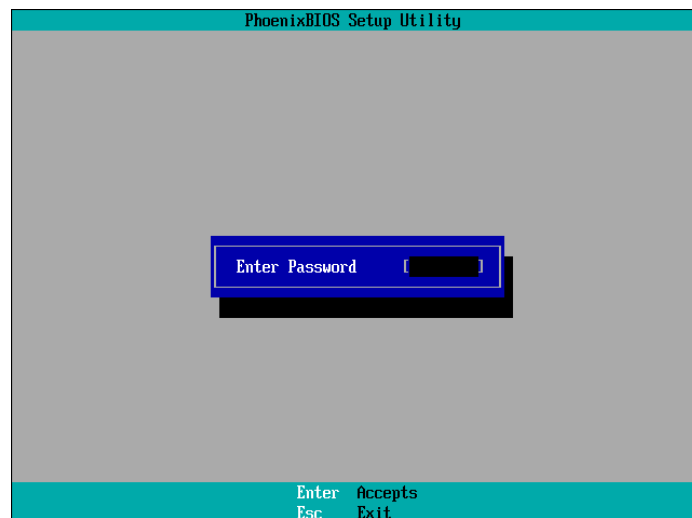 PhoenixBIOS Setup Utility
Enter Password [ ]
Enter Accepts
Esc Exit